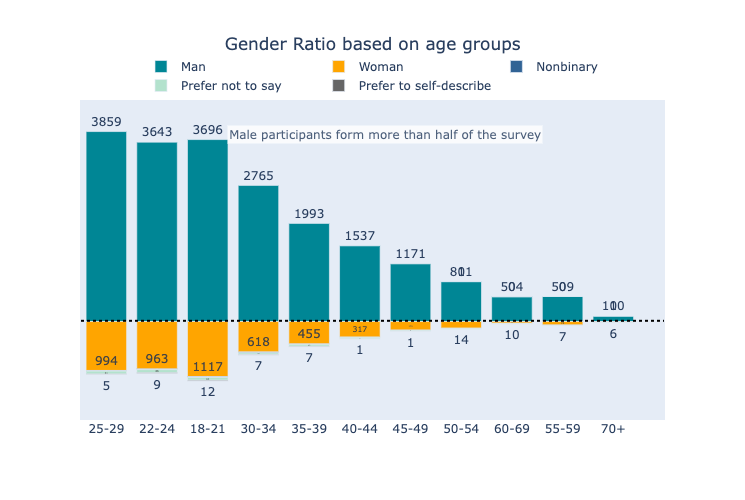 Gender Ratio based on age groups
Man Woman Nonbinary
Prefer not to say Prefer to self-describe
3859 3643 3696 Male participants form more than half of the survey
2765
1993
1537
1171
504 509
994 963 1117 618 455 317
5 9 12 7 7 1 1 14 10 7 6
25-29 22-24 18-21 30-34 35-39 40-44 45-49 50-54 60-69 55-59 70+